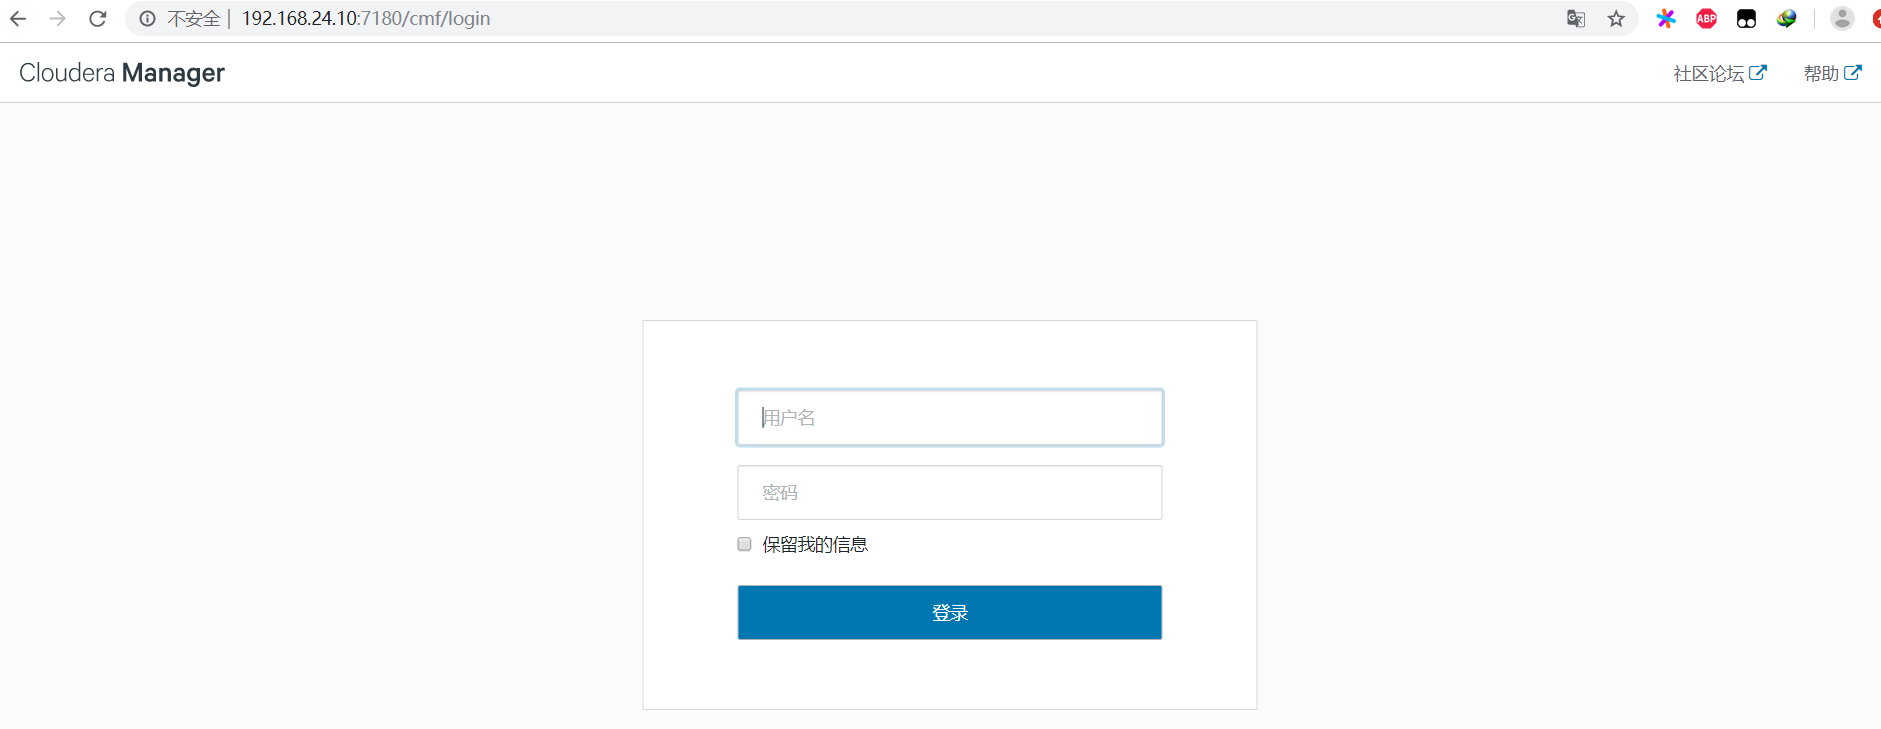 不安全 | 192.168.24.10:7180/cmf/login
ABP
Cloudera Manager
社区论坛 帮助
用户名
密码
保留我的信息
登录